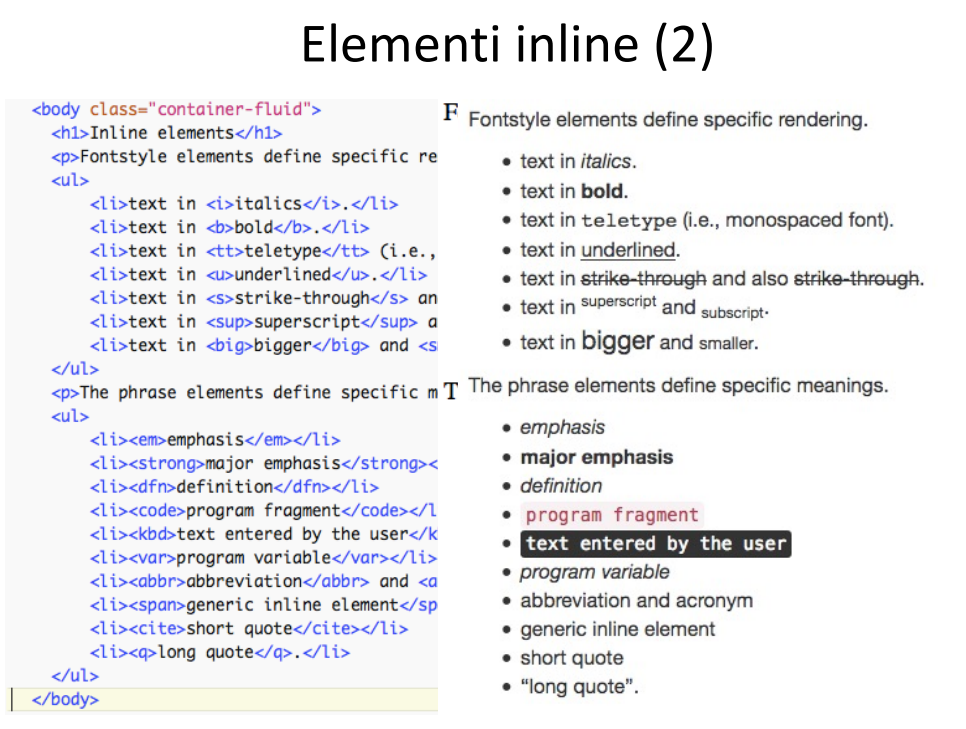 Elementi inline (2)
<body class="container-fluid">
<h1>Inline elements</h1>
<p>Fontstyle elements define specific re
<ul>
<li>text in <i>italics</i>.</li>
<li>text in <b>bold</b>.</li>
<li>text in <tt>teletype</tt> (i.e.,
<li>text in <u>underlined</u>.</li>
<li>text in <s>strike-through</s> an
<li>text in <sup>superscript</sup> a
<li>text in <big>bigger</big> and <s
</ul>
<p>The phrase elements define specific m
<ul>
<li><em>emphasis</em></li>
<li><strong>major emphasis</strong><
<li><dfn>definition</dfn></li>
<li><code>program fragment</code></l
<li><kbd>text entered by the user</k
<li><var>program variable</var></li>
<li><abbr>abbreviation</abbr> and <a
<li><span>generic inline element</sp
<li><cite>short quote</cite></li>
<li><q>long quote</q>.</li>
</ul>
</body>
F Fontstyle elements define specific rendering.
• text in italics.
• text in bold.
• text in teletype (i.e., monospaced font).
• text in underlined.
• text in strike-through and also strike-through.
• text in superscript and subscript.
• text in bigger and smaller.
T The phrase elements define specific meanings.
• emphasis
• major emphasis
• definition
• program fragment
• text entered by the user
• program variable
• abbreviation and acronym
• generic inline element
• short quote
• “long quote”.